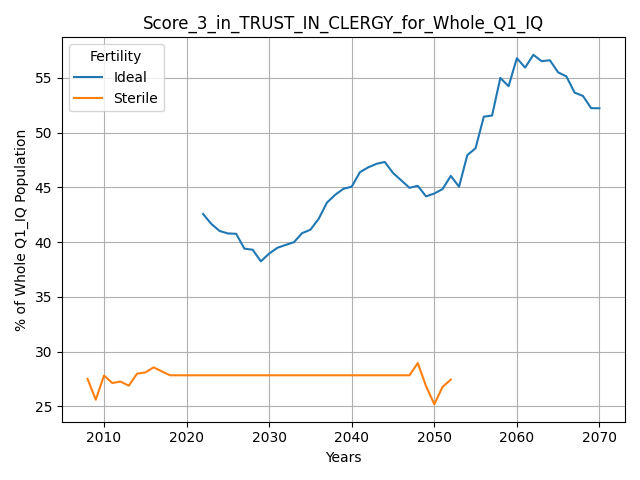 Score_3_in_TRUST_IN_CLERGY_for_Whole_Q1_IQ
Fertility
Ideal
Sterile
% of Whole Q1_IQ Population
55
50
45
40
35
30
25
2010
2020
2030
2040
2050
2060
2070
Years